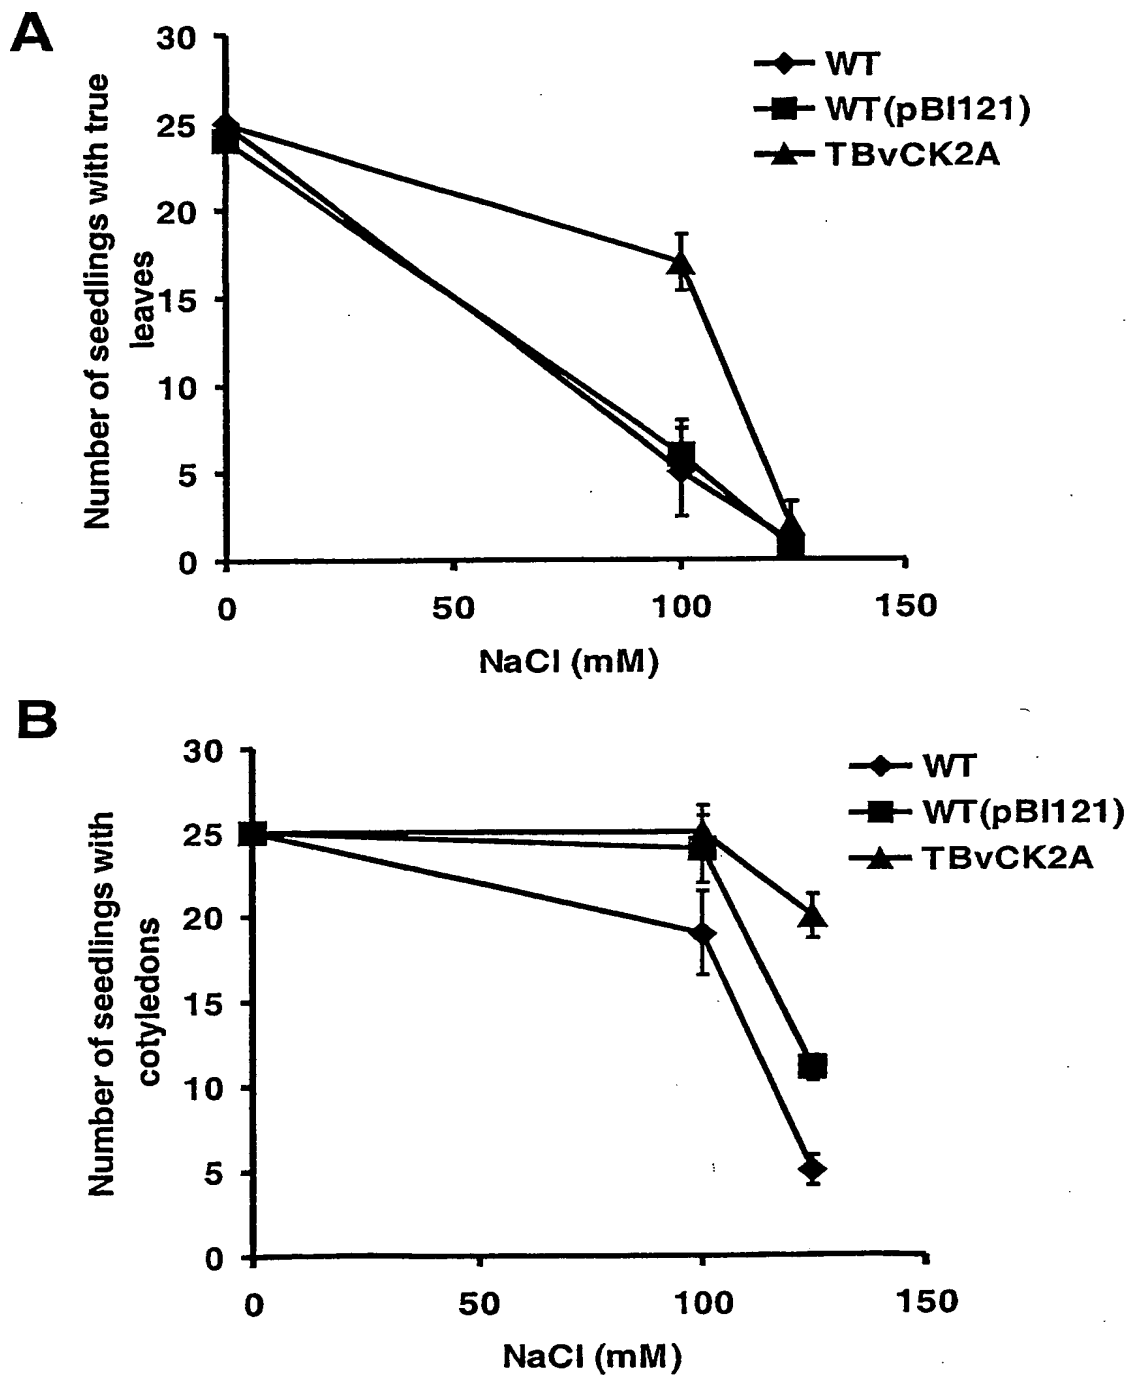 A
30
25
20
15
10
5
0
Number of seedlings with true
leaves
WT
WT(pBI121)
TBvCK2A
0 50 100 150
NaCl (mM)
B
30
25
20
15
10
5
0
Number of seedlings with
cotyledons
WT
WT(pBI121)
TBvCK2A
0 50 100 150
NaCl (mM)